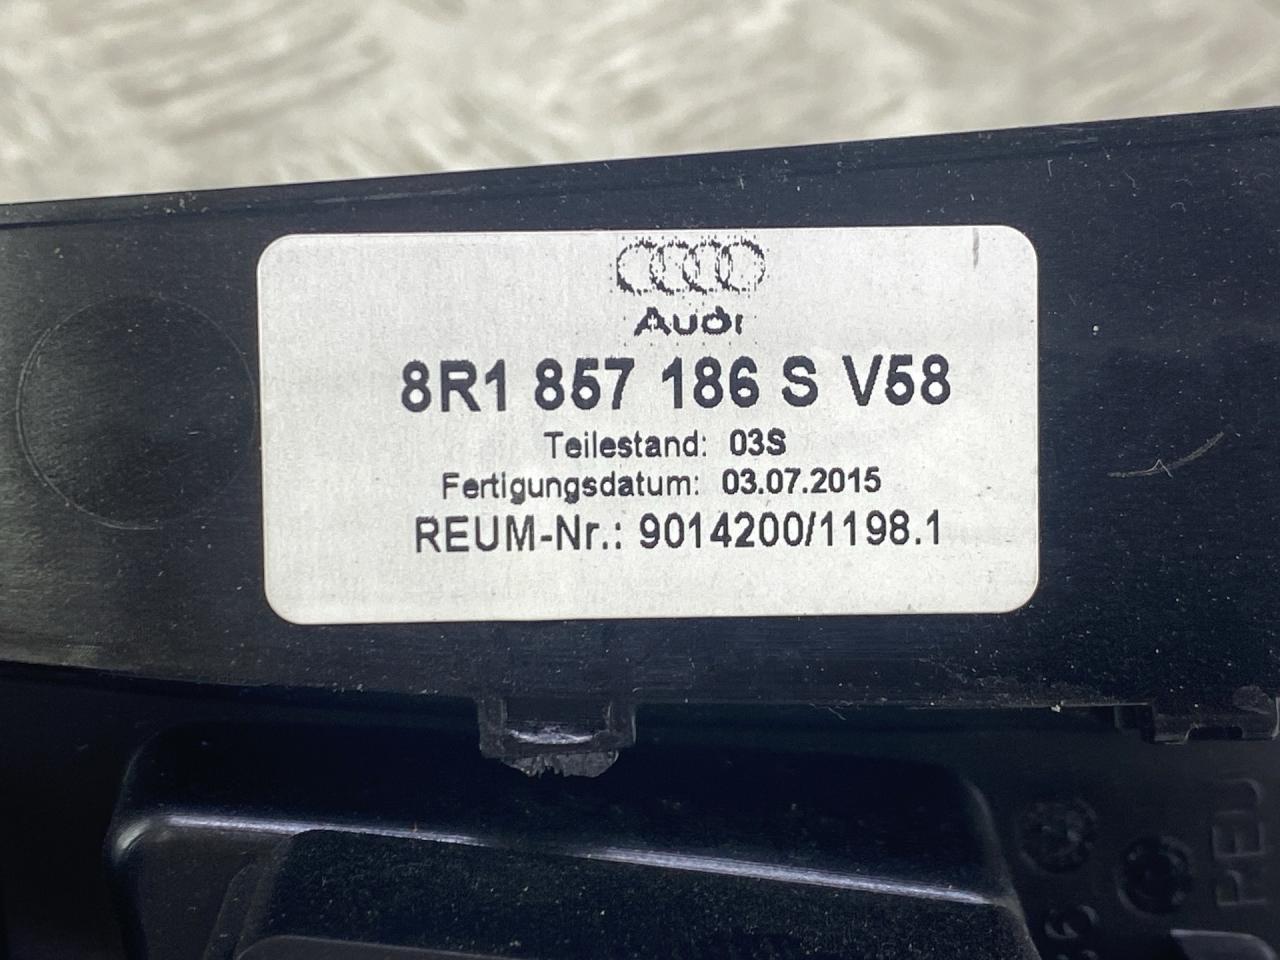 Audi
8R1 857 186 S V58
Teilestand: 03S
Fertigungsdatum: 03.07.2015
REUM-Nr.: 9014200/1198.1